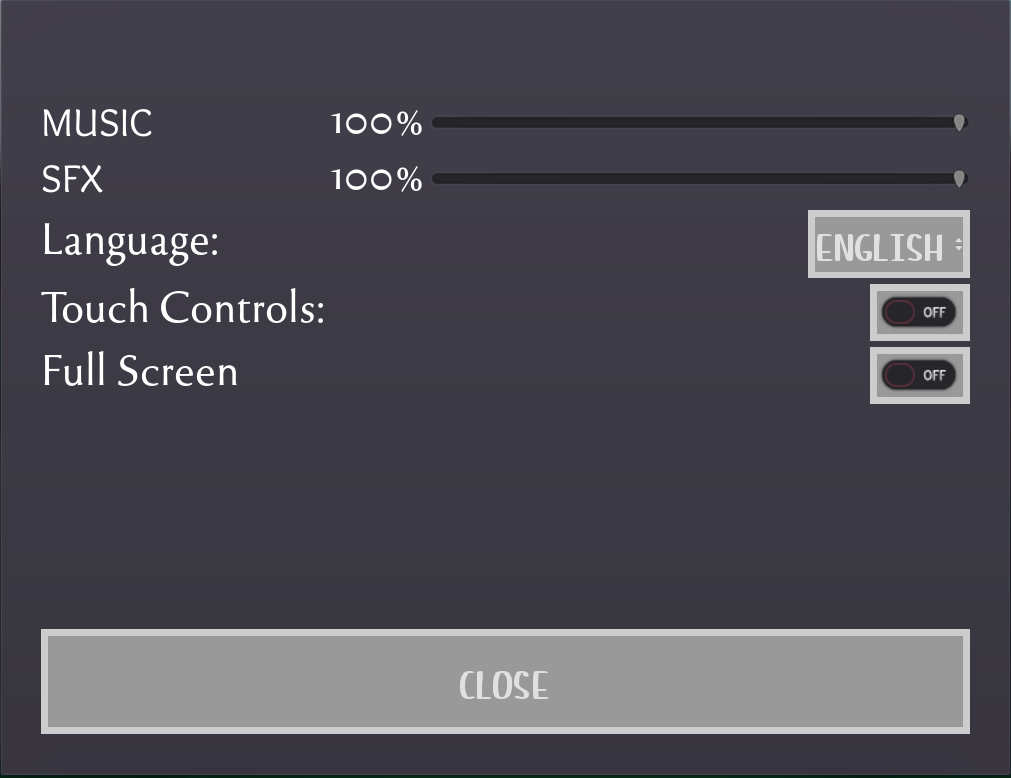 MUSIC 100%
SFX 100%
Language: ENGLISH
Touch Controls: OFF
Full Screen OFF
CLOSE